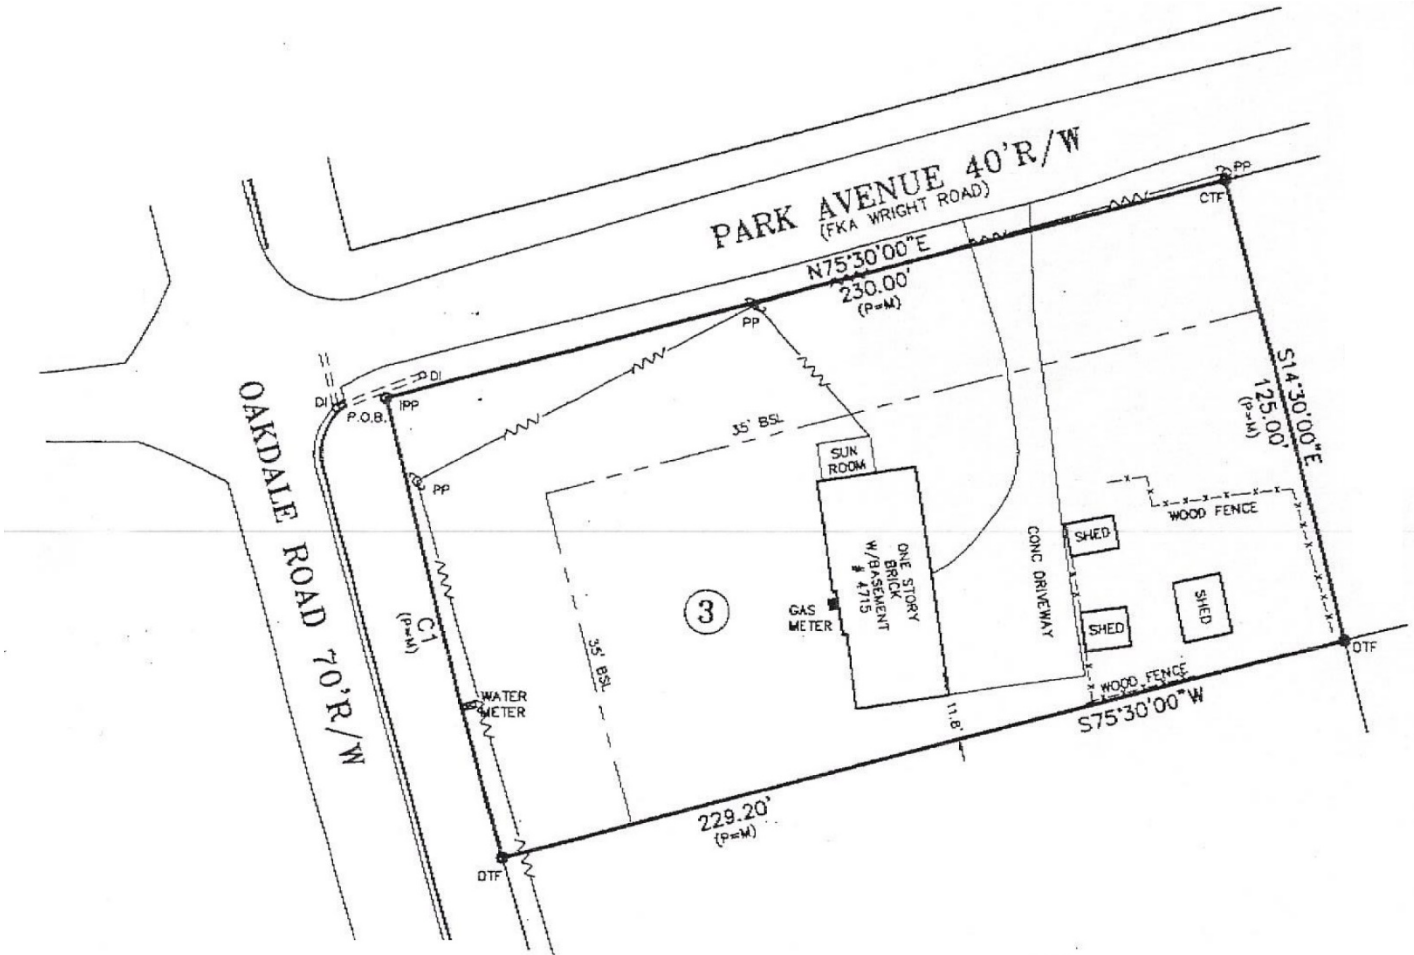 PARK AVENUE 40'R/W
(FKA WRIGHT ROAD)
N75°30'00"E
230.00'
(P=M)
PP
CTF
PP
DI
DI
P.O.B.
IPP
PP
OAKDALE ROAD 70'R/W
35' BSL
35' BSL
S14°30'00"E
125.00'
(P=M)
SUN
ROOM
ONE STORY
BRICK
W/BASEMENT
# 4715
GAS
METER
3
CONC DRIVEWAY
WOOD FENCE
SHED
SHED
SHED
WOOD FENCE
C1
(P=M)
WATER
METER
11.8'
S75°30'00"W
229.20'
(P=M)
OTF
OTF